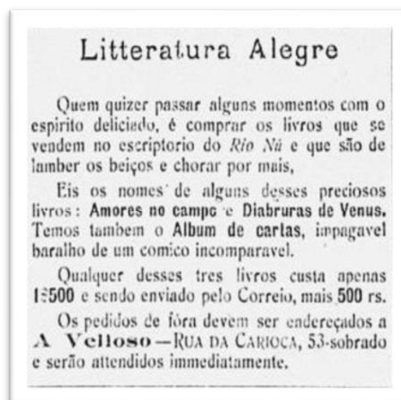 Litteratura Alegre
Quem quizer passar alguns momentos com o
espirito deliciado, é comprar os livros que se
vendem no escriptorio do Rio Nú e que são de
lamber os beiços e chorar por mais,
Eis os nomes de alguns desses preciosos
livros: Amores no campo e Diabruras de Venus.
Temos tambem o Album de cartas, impagavel
baralho de um comico incomparavel.
Qualquer desses tres livros custa apenas
1$500 e sendo enviado pelo Correio, mais 500 rs.
Os pedidos de fóra devem ser endereçados a
A Velloso—RUA DA CARIOCA, 53-sobrado
e serão attendidos immediatamente.